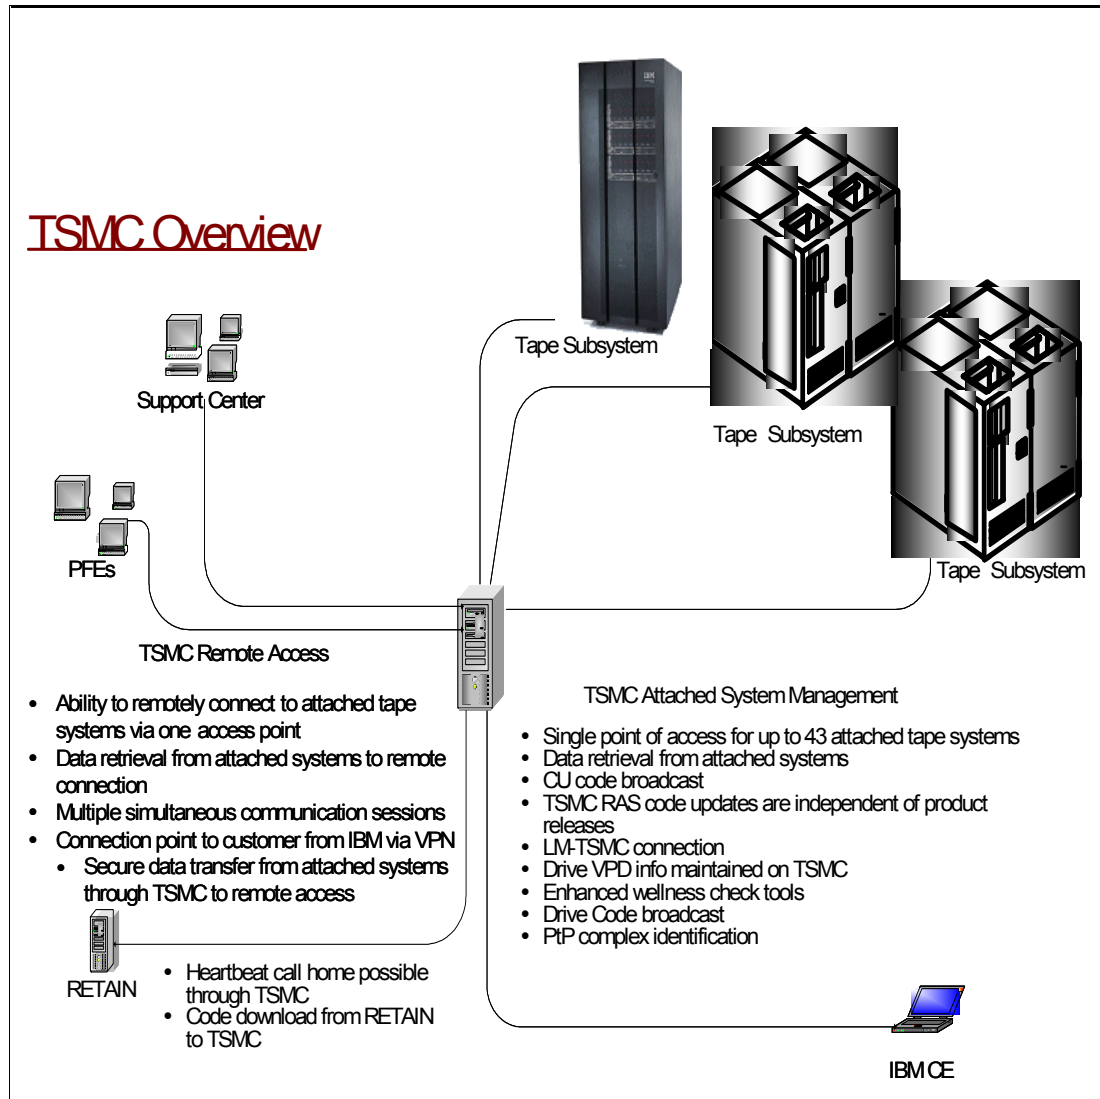 IBM
TSMC Overview
Tape Subsystem
Support Center
Tape Subsystem
PFEs
Tape Subsystem
TSMC Remote Access
• Ability to remotely connect to attached tape
systems via one access point
• Data retrieval from attached systems to remote
connection
• Multiple simultaneous communication sessions
• Connection point to customer from IBM via VPN
• Secure data transfer from attached systems
through TSMC to remote access
TSMC Attached System Management
• Single point of access for up to 43 attached tape systems
• Data retrieval from attached systems
• CU code broadcast
• TSMC RAS code updates are independent of product
releases
• LM-TSMC connection
• Drive VPD info maintained on TSMC
• Enhanced wellness check tools
• Drive Code broadcast
• PtP complex identification
RETAIN
• Heartbeat call home possible
through TSMC
• Code download from RETAIN
to TSMC
IBM CE